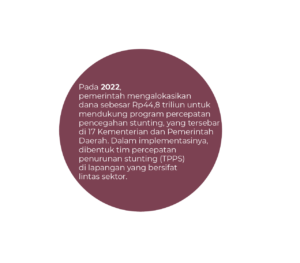 Pada 2022,
pemerintah mengalokasikan
dana sebesar Rp44,8 triliun untuk
mendukung program percepatan
pencegahan stunting, yang tersebar
di 17 Kementerian dan Pemerintah
Daerah. Dalam implementasinya,
dibentuk tim percepatan
penurunan stunting (TPPS)
di lapangan yang bersifat
lintas sektor.